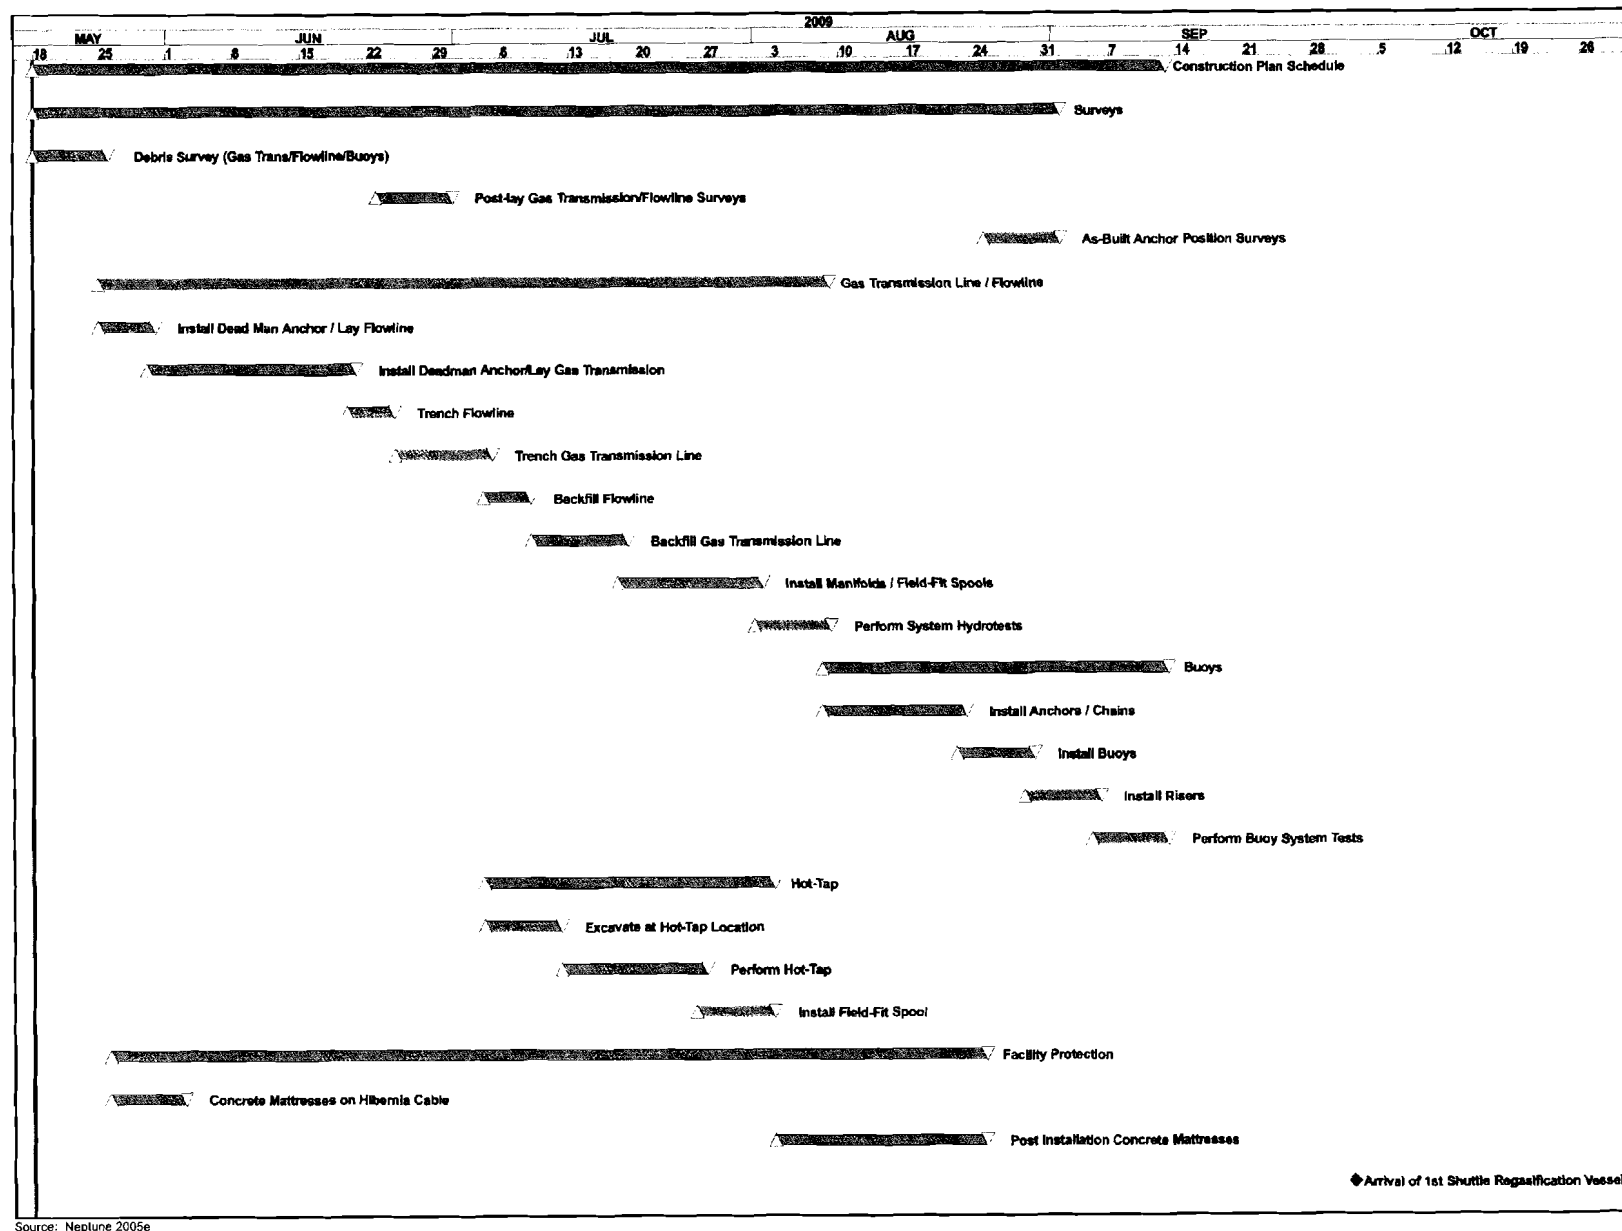 2009
MAY JUN JUL AUG SEP OCT
18 25 1 8 15 22 29 6 13 20 27 3 10 17 24 31 7 14 21 28 5 12 19 26
Construction Plan Schedule
Surveys
Debris Survey (Gas Trans/Flowline/Buoys)
Post-lay Gas Transmission/Flowline Surveys
As-Built Anchor Position Surveys
Gas Transmission Line / Flowline
Install Dead Man Anchor / Lay Flowline
Install Deadman Anchor/Lay Gas Transmission
Trench Flowline
Trench Gas Transmission Line
Backfill Flowline
Backfill Gas Transmission Line
Install Manifolds / Field-Fit Spools
Perform System Hydrotests
Buoys
Install Anchors / Chains
Install Buoys
Install Risers
Perform Buoy System Tests
Hot-Tap
Excavate at Hot-Tap Location
Perform Hot-Tap
Install Field-Fit Spool
Facility Protection
Concrete Mattresses on Hibernia Cable
Post Installation Concrete Mattresses
Arrival of 1st Shuttle Regasification Vessel
Source: Neptune 2005e